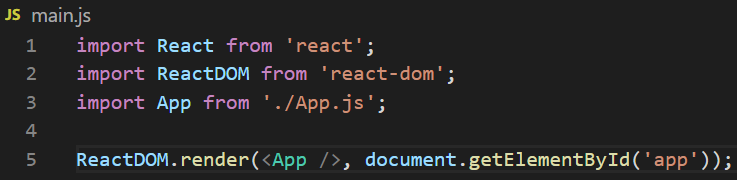 JS main.js
1 import React from 'react';
2 import ReactDOM from 'react-dom';
3 import App from './App.js';
4
5 ReactDOM.render(<App />, document.getElementById('app'));